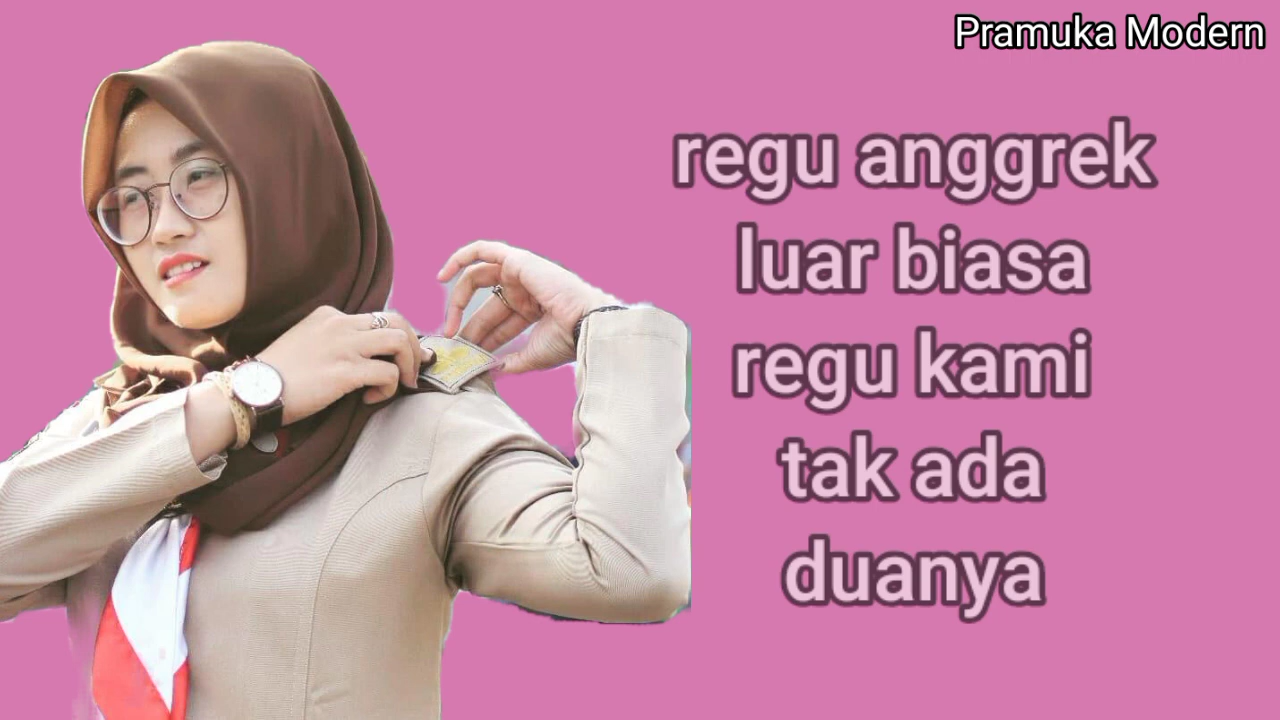 Pramuka Modern
regu anggrek
luar biasa
regu kami
tak ada
duanya